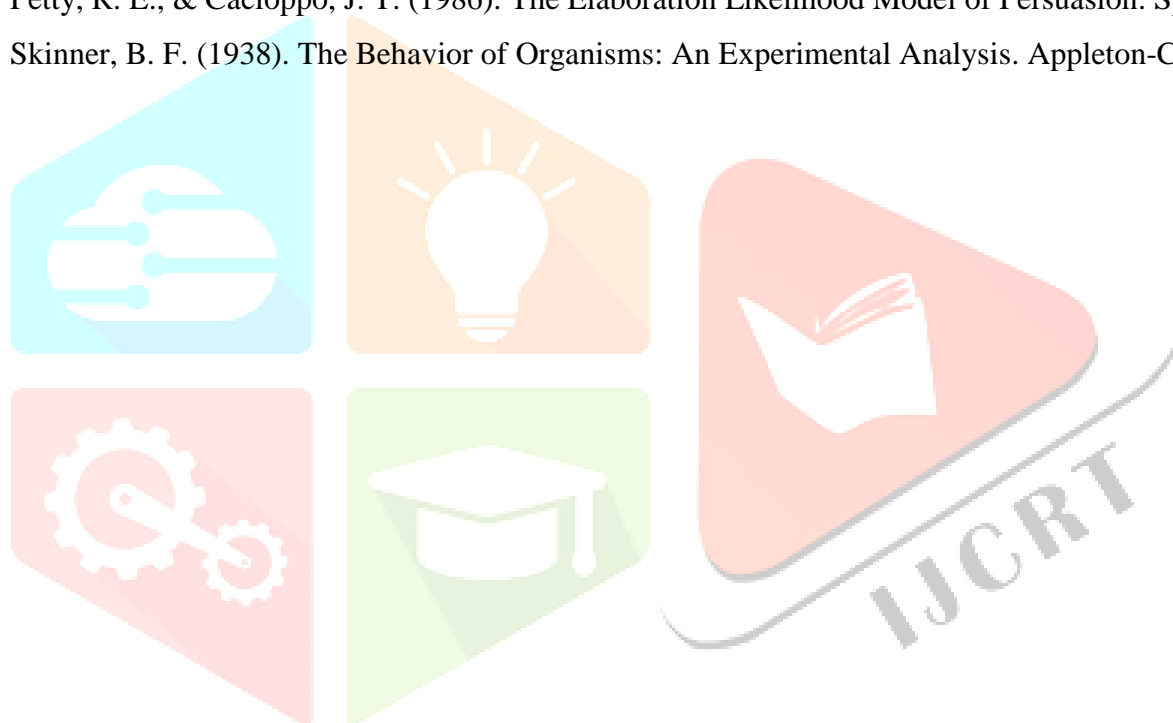 Petty, R. E., & Cacioppo, J. T. (1986). The Elaboration Likelihood Model of Persuasion. Sp
Skinner, B. F. (1938). The Behavior of Organisms: An Experimental Analysis. Appleton-C
IJCRT